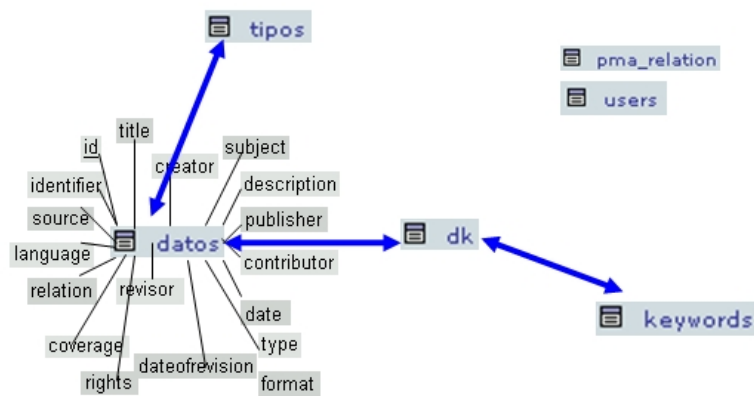 tipos
pma_relation
users
title
id
creator
subject
identifier
description
source
publisher
datos
dk
language
contributor
relation
revisor
date
keywords
coverage
type
dateofrevision
rights
format